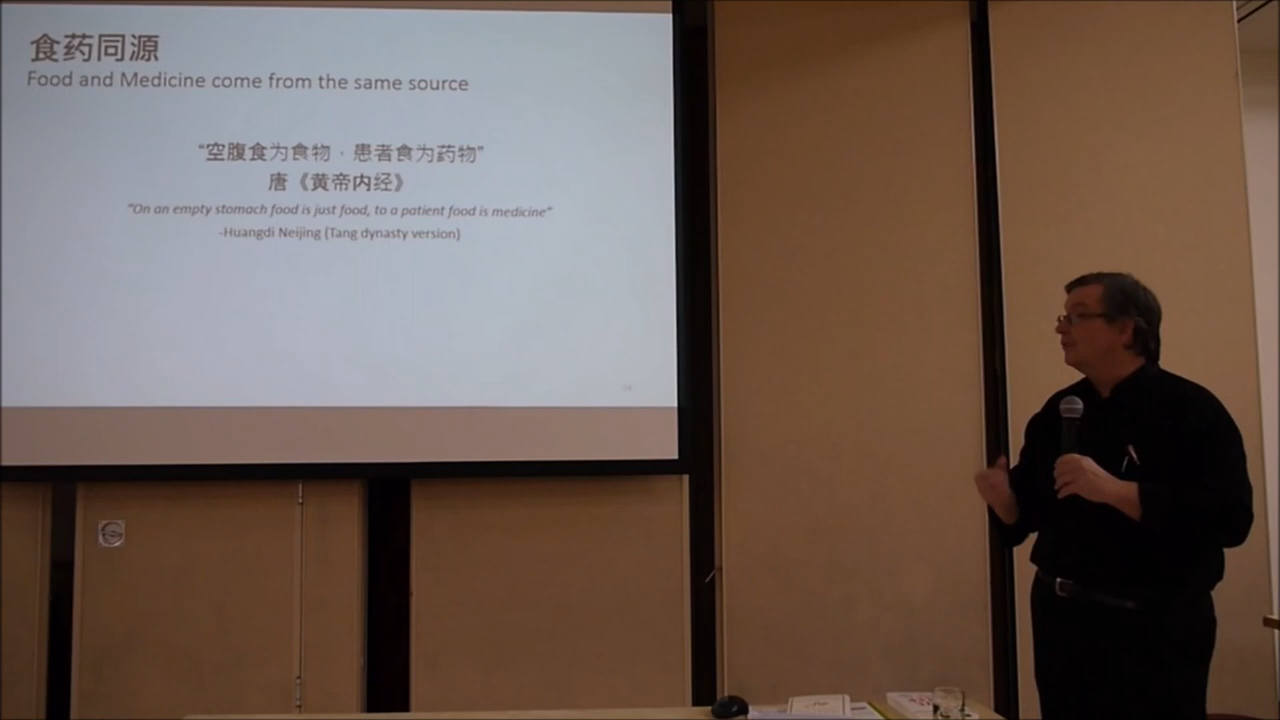 食药同源
Food and Medicine come from the same source
“空腹食为食物，患者食为药物”
唐《黄帝内经》
"On an empty stomach food is just food, to a patient food is medicine"
-Huangdi Neijing (Tang dynasty version)